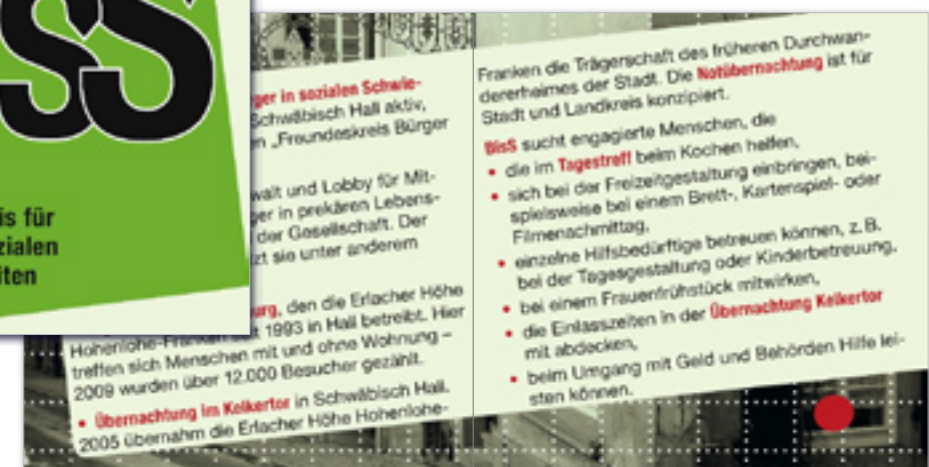 SS
is für
zialen
iten
ger in sozialen Schwie-
Schwäbisch Hall aktiv,
n „Freundeskreis Bürger
walt und Lobby für Mit-
ger in prekären Lebens-
der Gesellschaft. Der
zt sie unter anderem
urg, den die Erlacher Höhe
Hohenlohe-Franken seit 1993 in Hall betreibt. Hier
treffen sich Menschen mit und ohne Wohnung –
2009 wurden über 12.000 Besucher gezählt.
• Übernachtung im Kelkertor in Schwäbisch Hall.
2005 übernahm die Erlacher Höhe Hohenlohe-
Franken die Trägerschaft des früheren Durchwan-
dererheimes der Stadt. Die Notübernachtung ist für
Stadt und Landkreis konzipiert.
BisS sucht engagierte Menschen, die
• die im Tagestreff beim Kochen helfen,
• sich bei der Freizeitgestaltung einbringen, bei-
spielsweise bei einem Brett-, Kartenspiel- oder
Filmenachmittag,
• einzelne Hilfsbedürftige betreuen können, z.B.
bei der Tagesgestaltung oder Kinderbetreuung,
• bei einem Frauenfrühstück mitwirken,
• die Einlasszeiten in der Übernachtung Kelkertor
mit abdecken,
• beim Umgang mit Geld und Behörden Hilfe lei-
sten können.